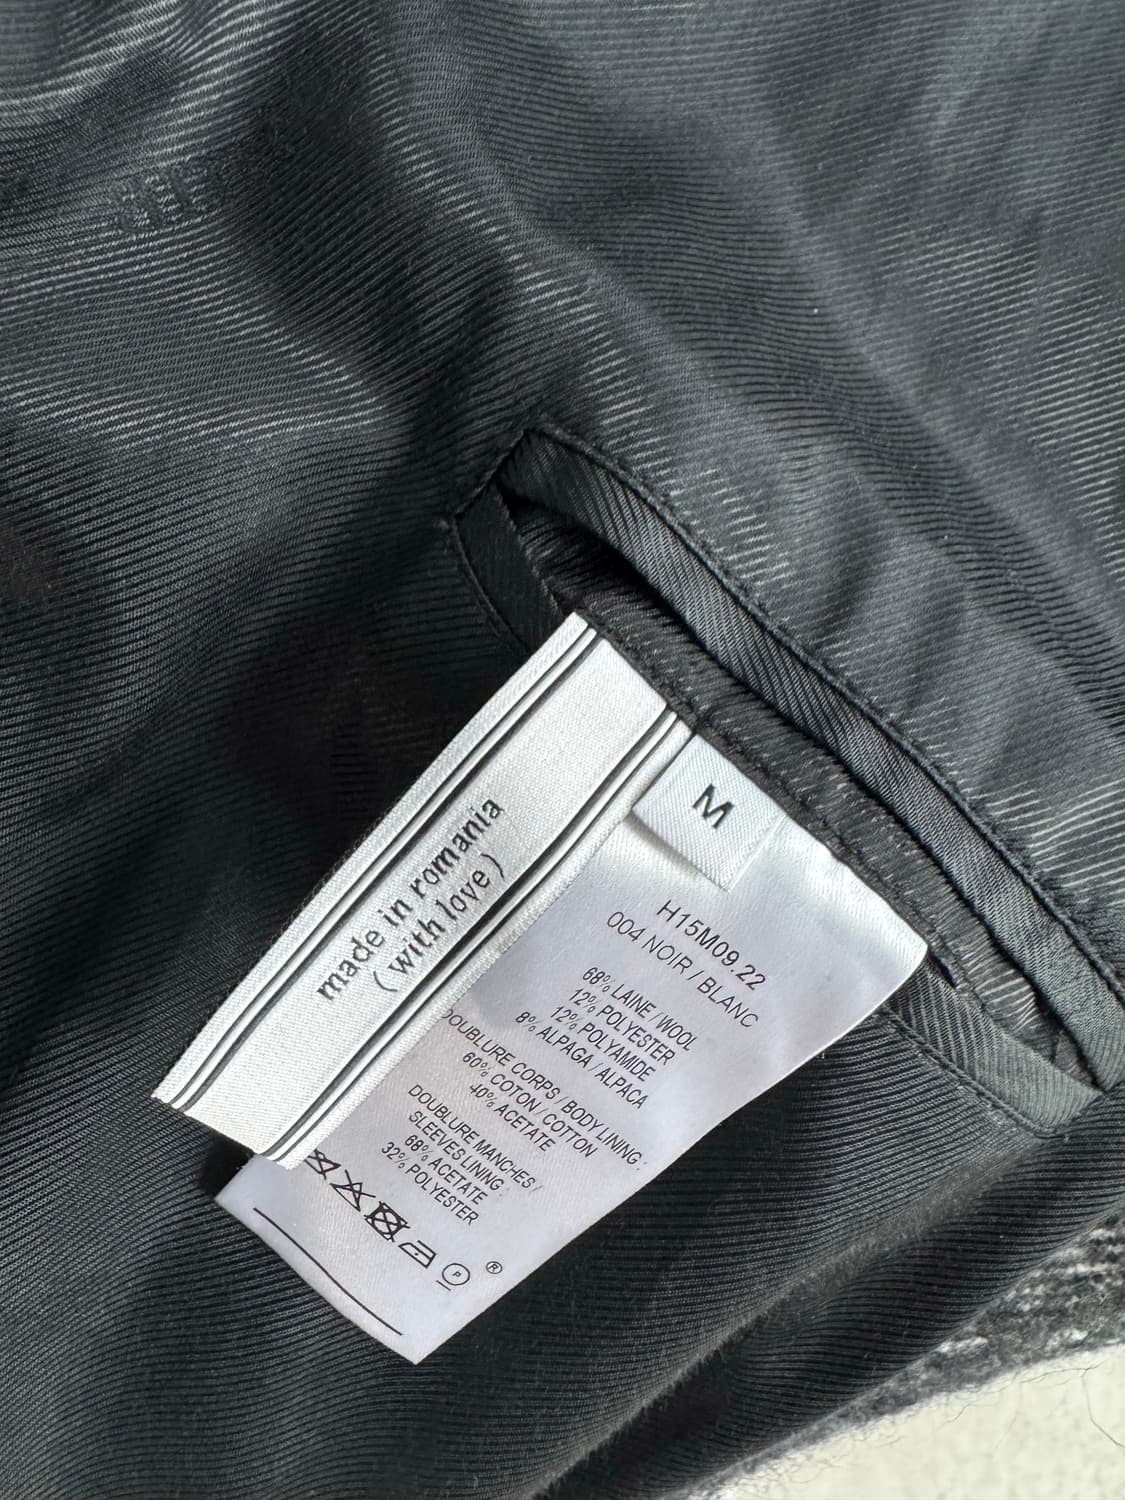 made in romania
(with love)
M
H15M09.22
004 NOIR / BLANC
68% LAINE / WOOL
12% POLYESTER
12% POLYAMIDE
8% ALPAGA / ALPACA
DOUBLURE CORPS / BODY LINING :
60% COTON / COTTON
40% ACETATE
DOUBLURE MANCHES /
SLEEVES LINING :
68% ACETATE
32% POLYESTER
P
®